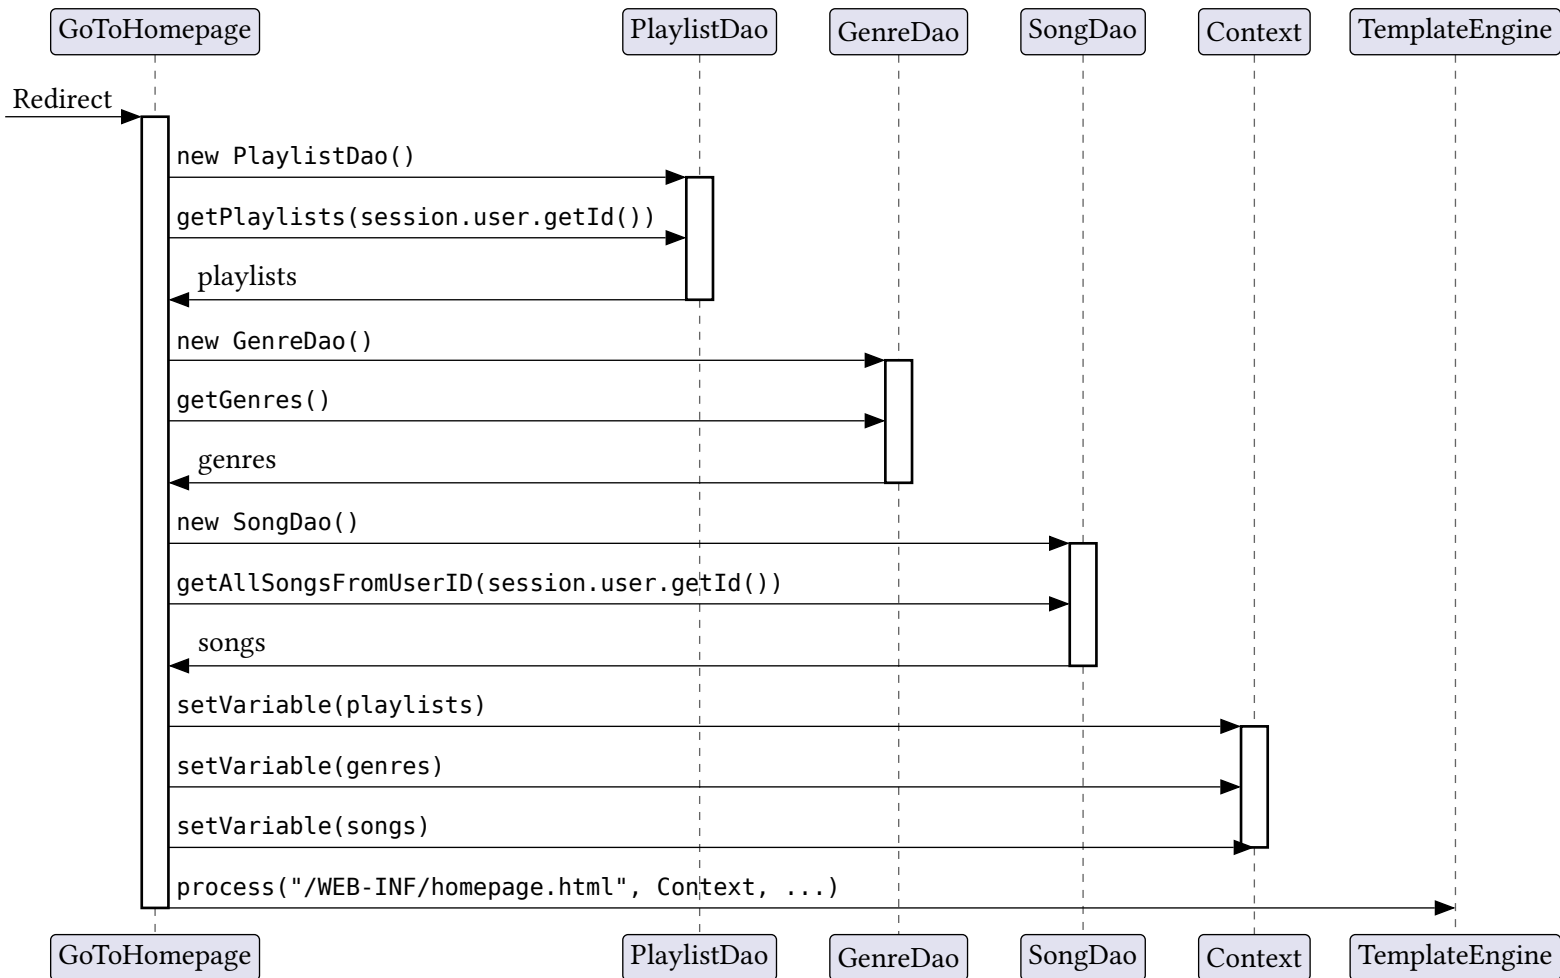 GoToHomepage PlaylistDao GenreDao SongDao Context TemplateEngine
Redirect
new PlaylistDao()
getPlaylists(session.user.getId())
playlists
new GenreDao()
getGenres()
genres
new SongDao()
getAllSongsFromUserID(session.user.getId())
songs
setVariable(playlists)
setVariable(genres)
setVariable(songs)
process("/WEB-INF/homepage.html", Context, ...)
GoToHomepage PlaylistDao GenreDao SongDao Context TemplateEngine